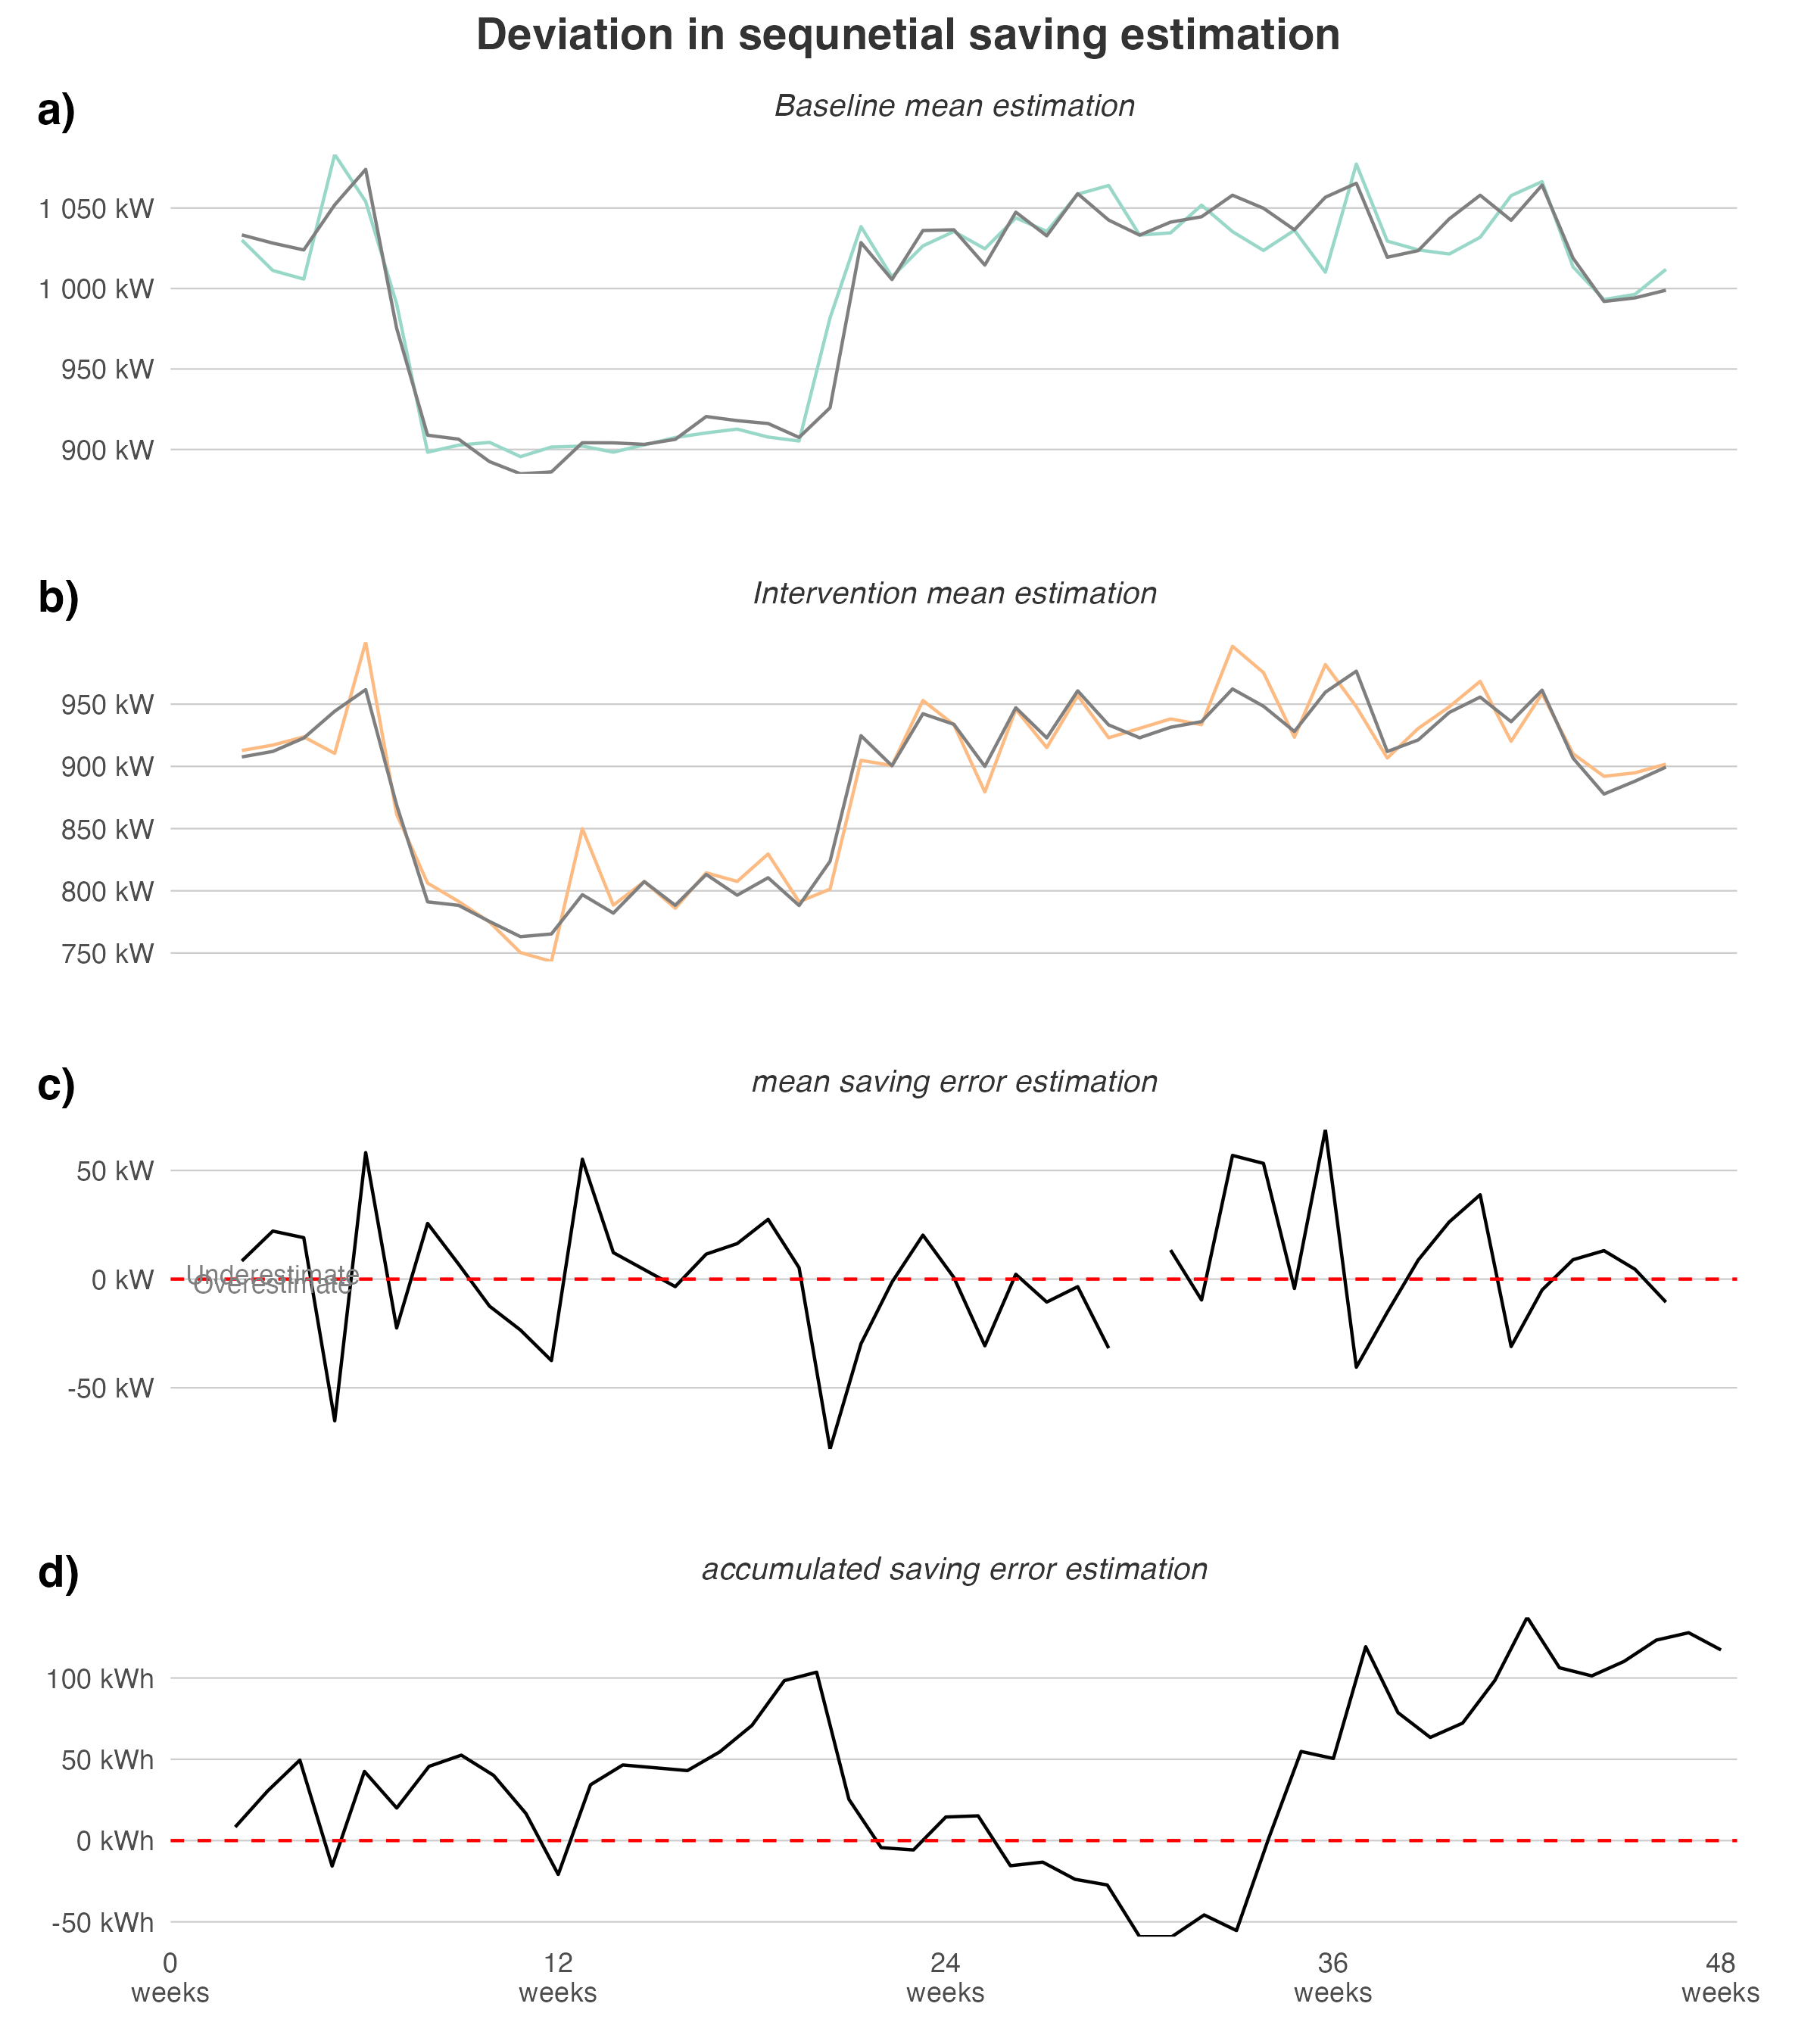 Deviation in sequnetial saving estimation
a)
Baseline mean estimation
1 050 kW
1 000 kW
950 kW
900 kW
b)
Intervention mean estimation
950 kW
900 kW
850 kW
800 kW
750 kW
c)
mean saving error estimation
50 kW
Underestimate
0 kW
Overestimate
-50 kW
d)
accumulated saving error estimation
100 kWh
50 kWh
0 kWh
-50 kWh
0 12 24 36 48
weeks weeks weeks weeks weeks